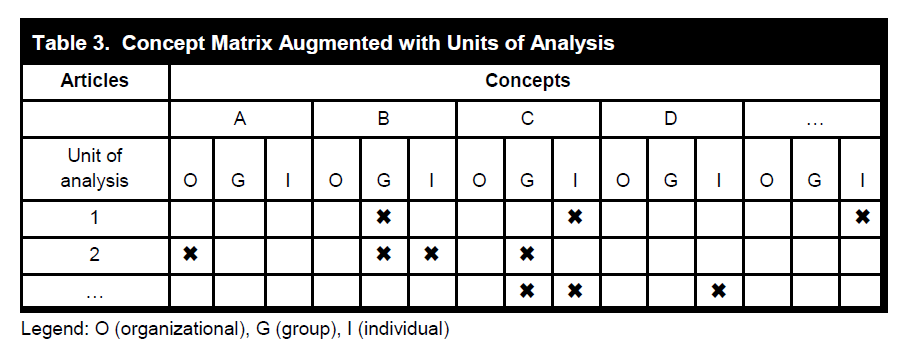 Table 3. Concept Matrix Augmented with Units of Analysis
Articles Concepts
A B C D …
Unit of
analysis O G I O G I O G I O G I O G I
1 ✖ ✖ ✖
2 ✖ ✖ ✖ ✖
… ✖ ✖ ✖
Legend: O (organizational), G (group), I (individual)